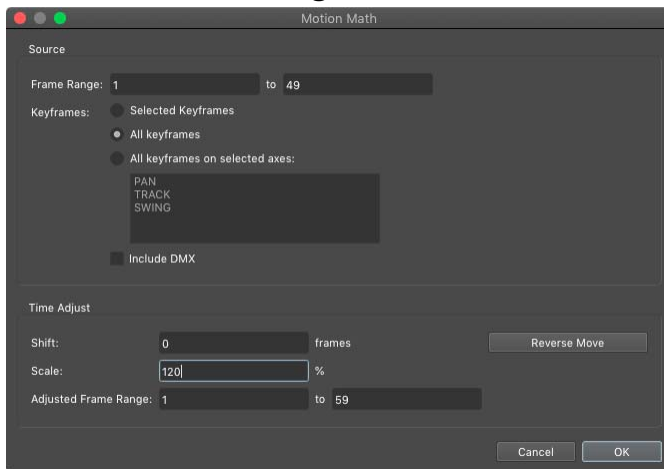 Motion Math
Source
Frame Range: 1 to 49
Keyframes: Selected Keyframes
All keyframes
All keyframes on selected axes:
PAN
TRACK
SWING
Include DMX
Time Adjust
Shift: 0 frames Reverse Move
Scale: 120 %
Adjusted Frame Range: 1 to 59
Cancel OK